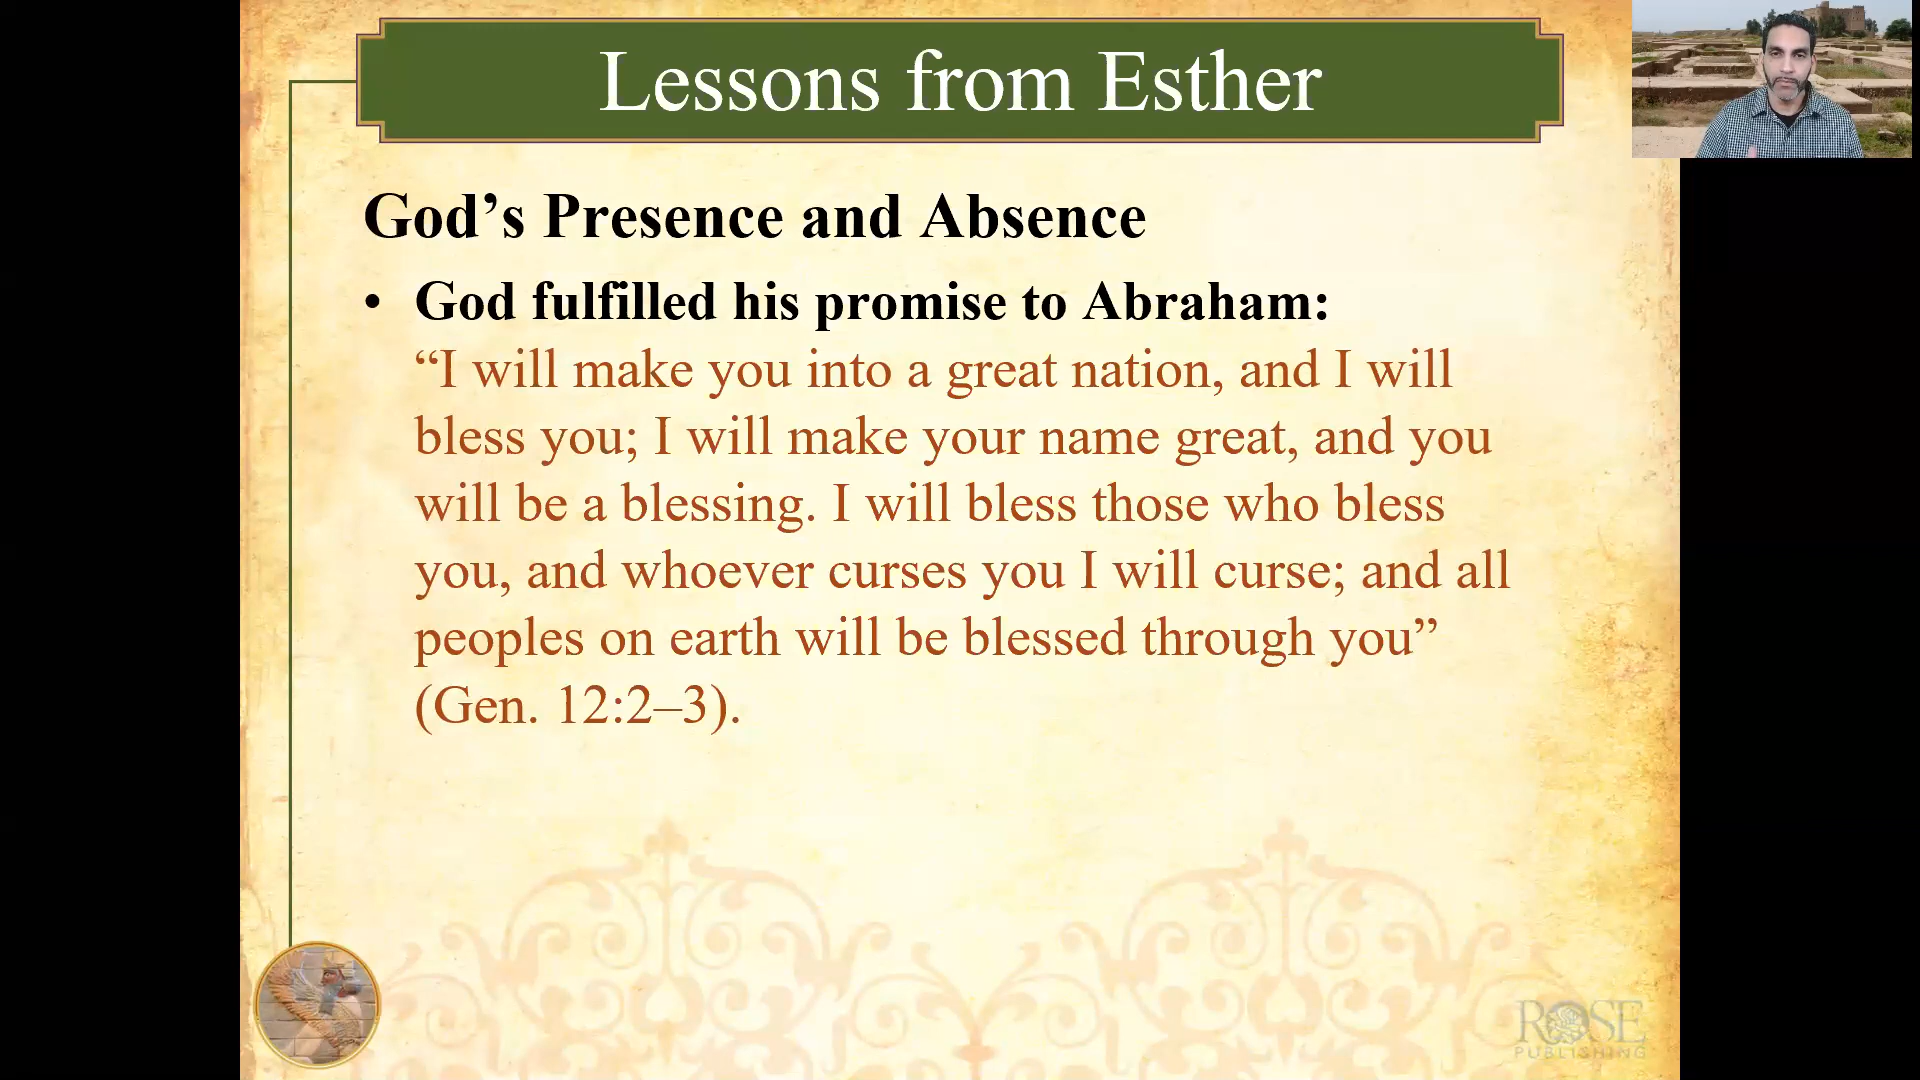 Lessons from Esther
God’s Presence and Absence
• God fulfilled his promise to Abraham:
“I will make you into a great nation, and I will
bless you; I will make your name great, and you
will be a blessing. I will bless those who bless
you, and whoever curses you I will curse; and all
peoples on earth will be blessed through you”
(Gen. 12:2–3).
ROSE
PUBLISHING